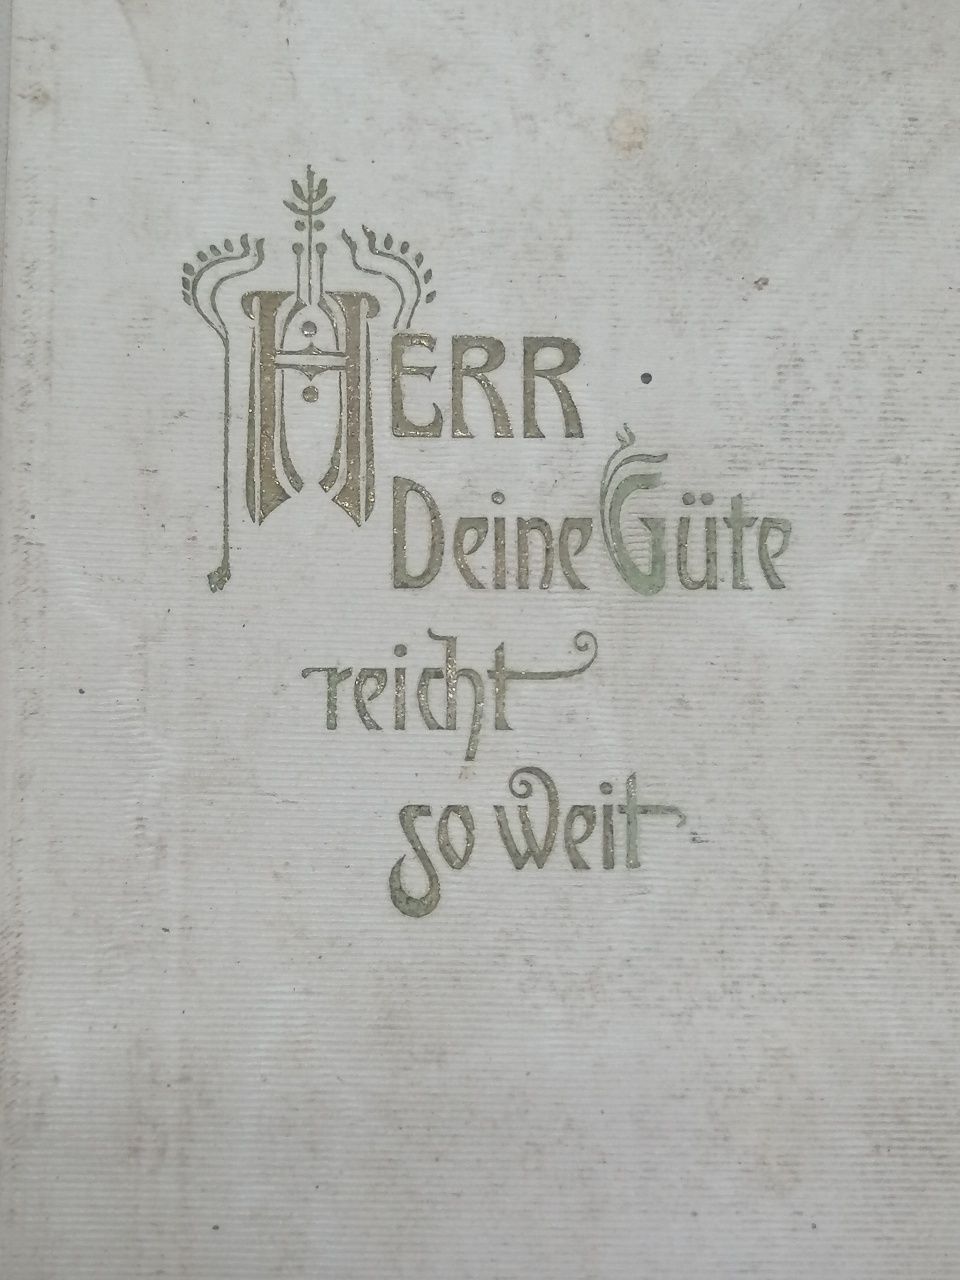 HERR
Deine Güte
reicht
so weit